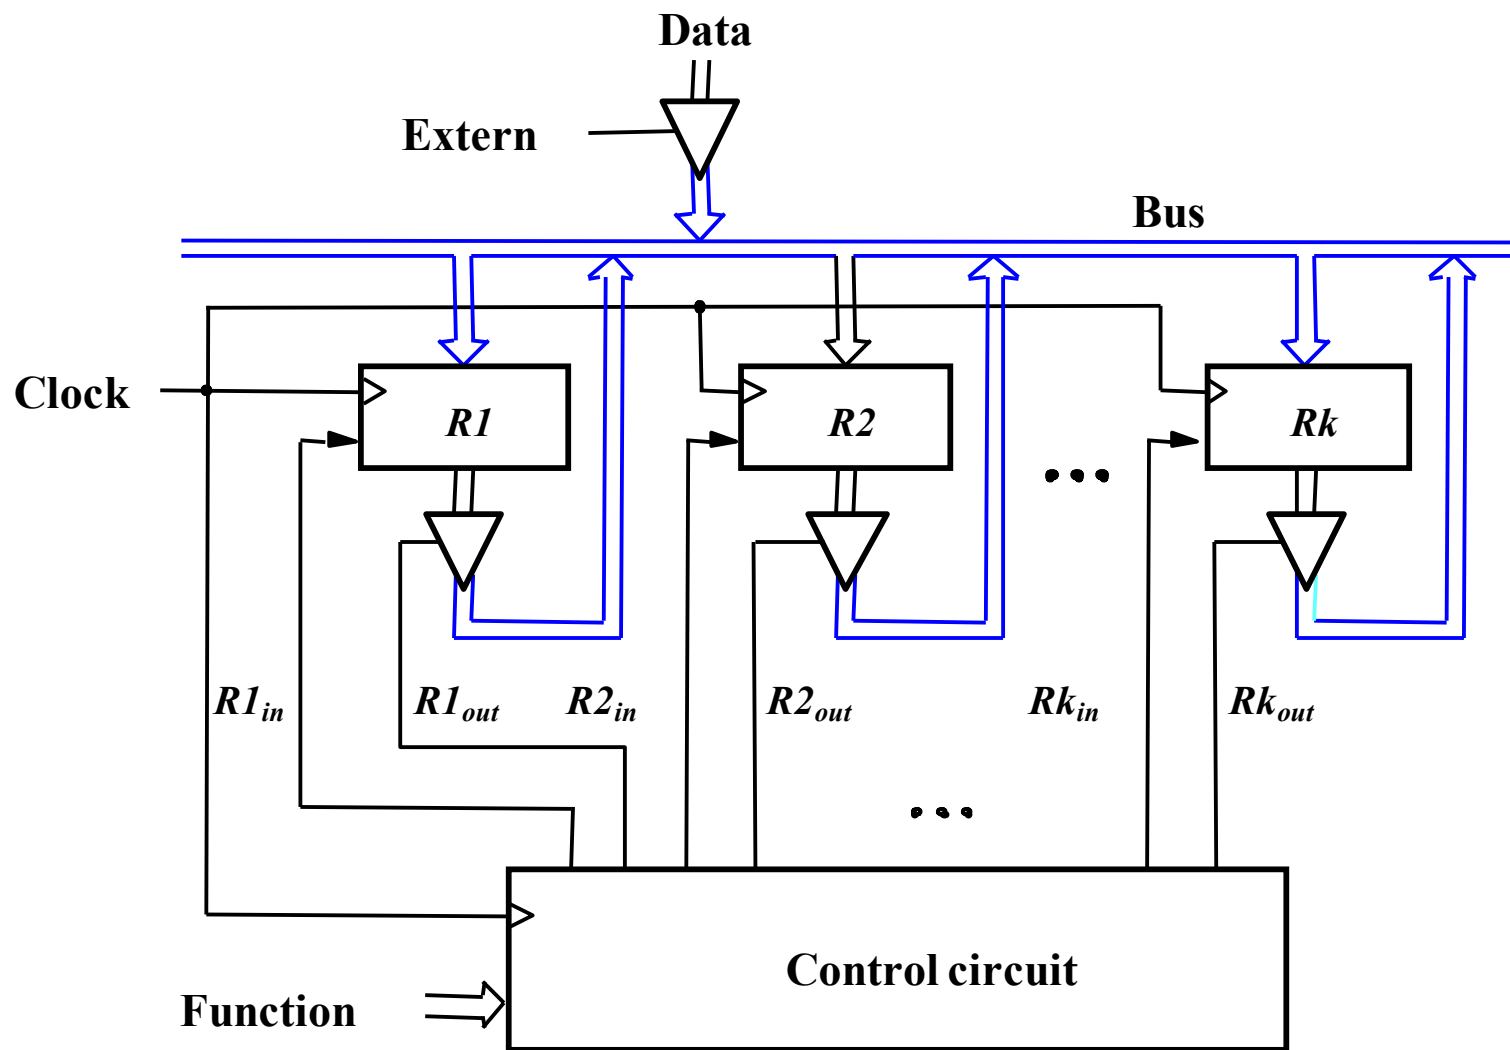 Data
Extern
Bus
Clock
R1
R2
Rk
R1in
R1out
R2in
R2out
Rkin
Rkout
Control circuit
Function